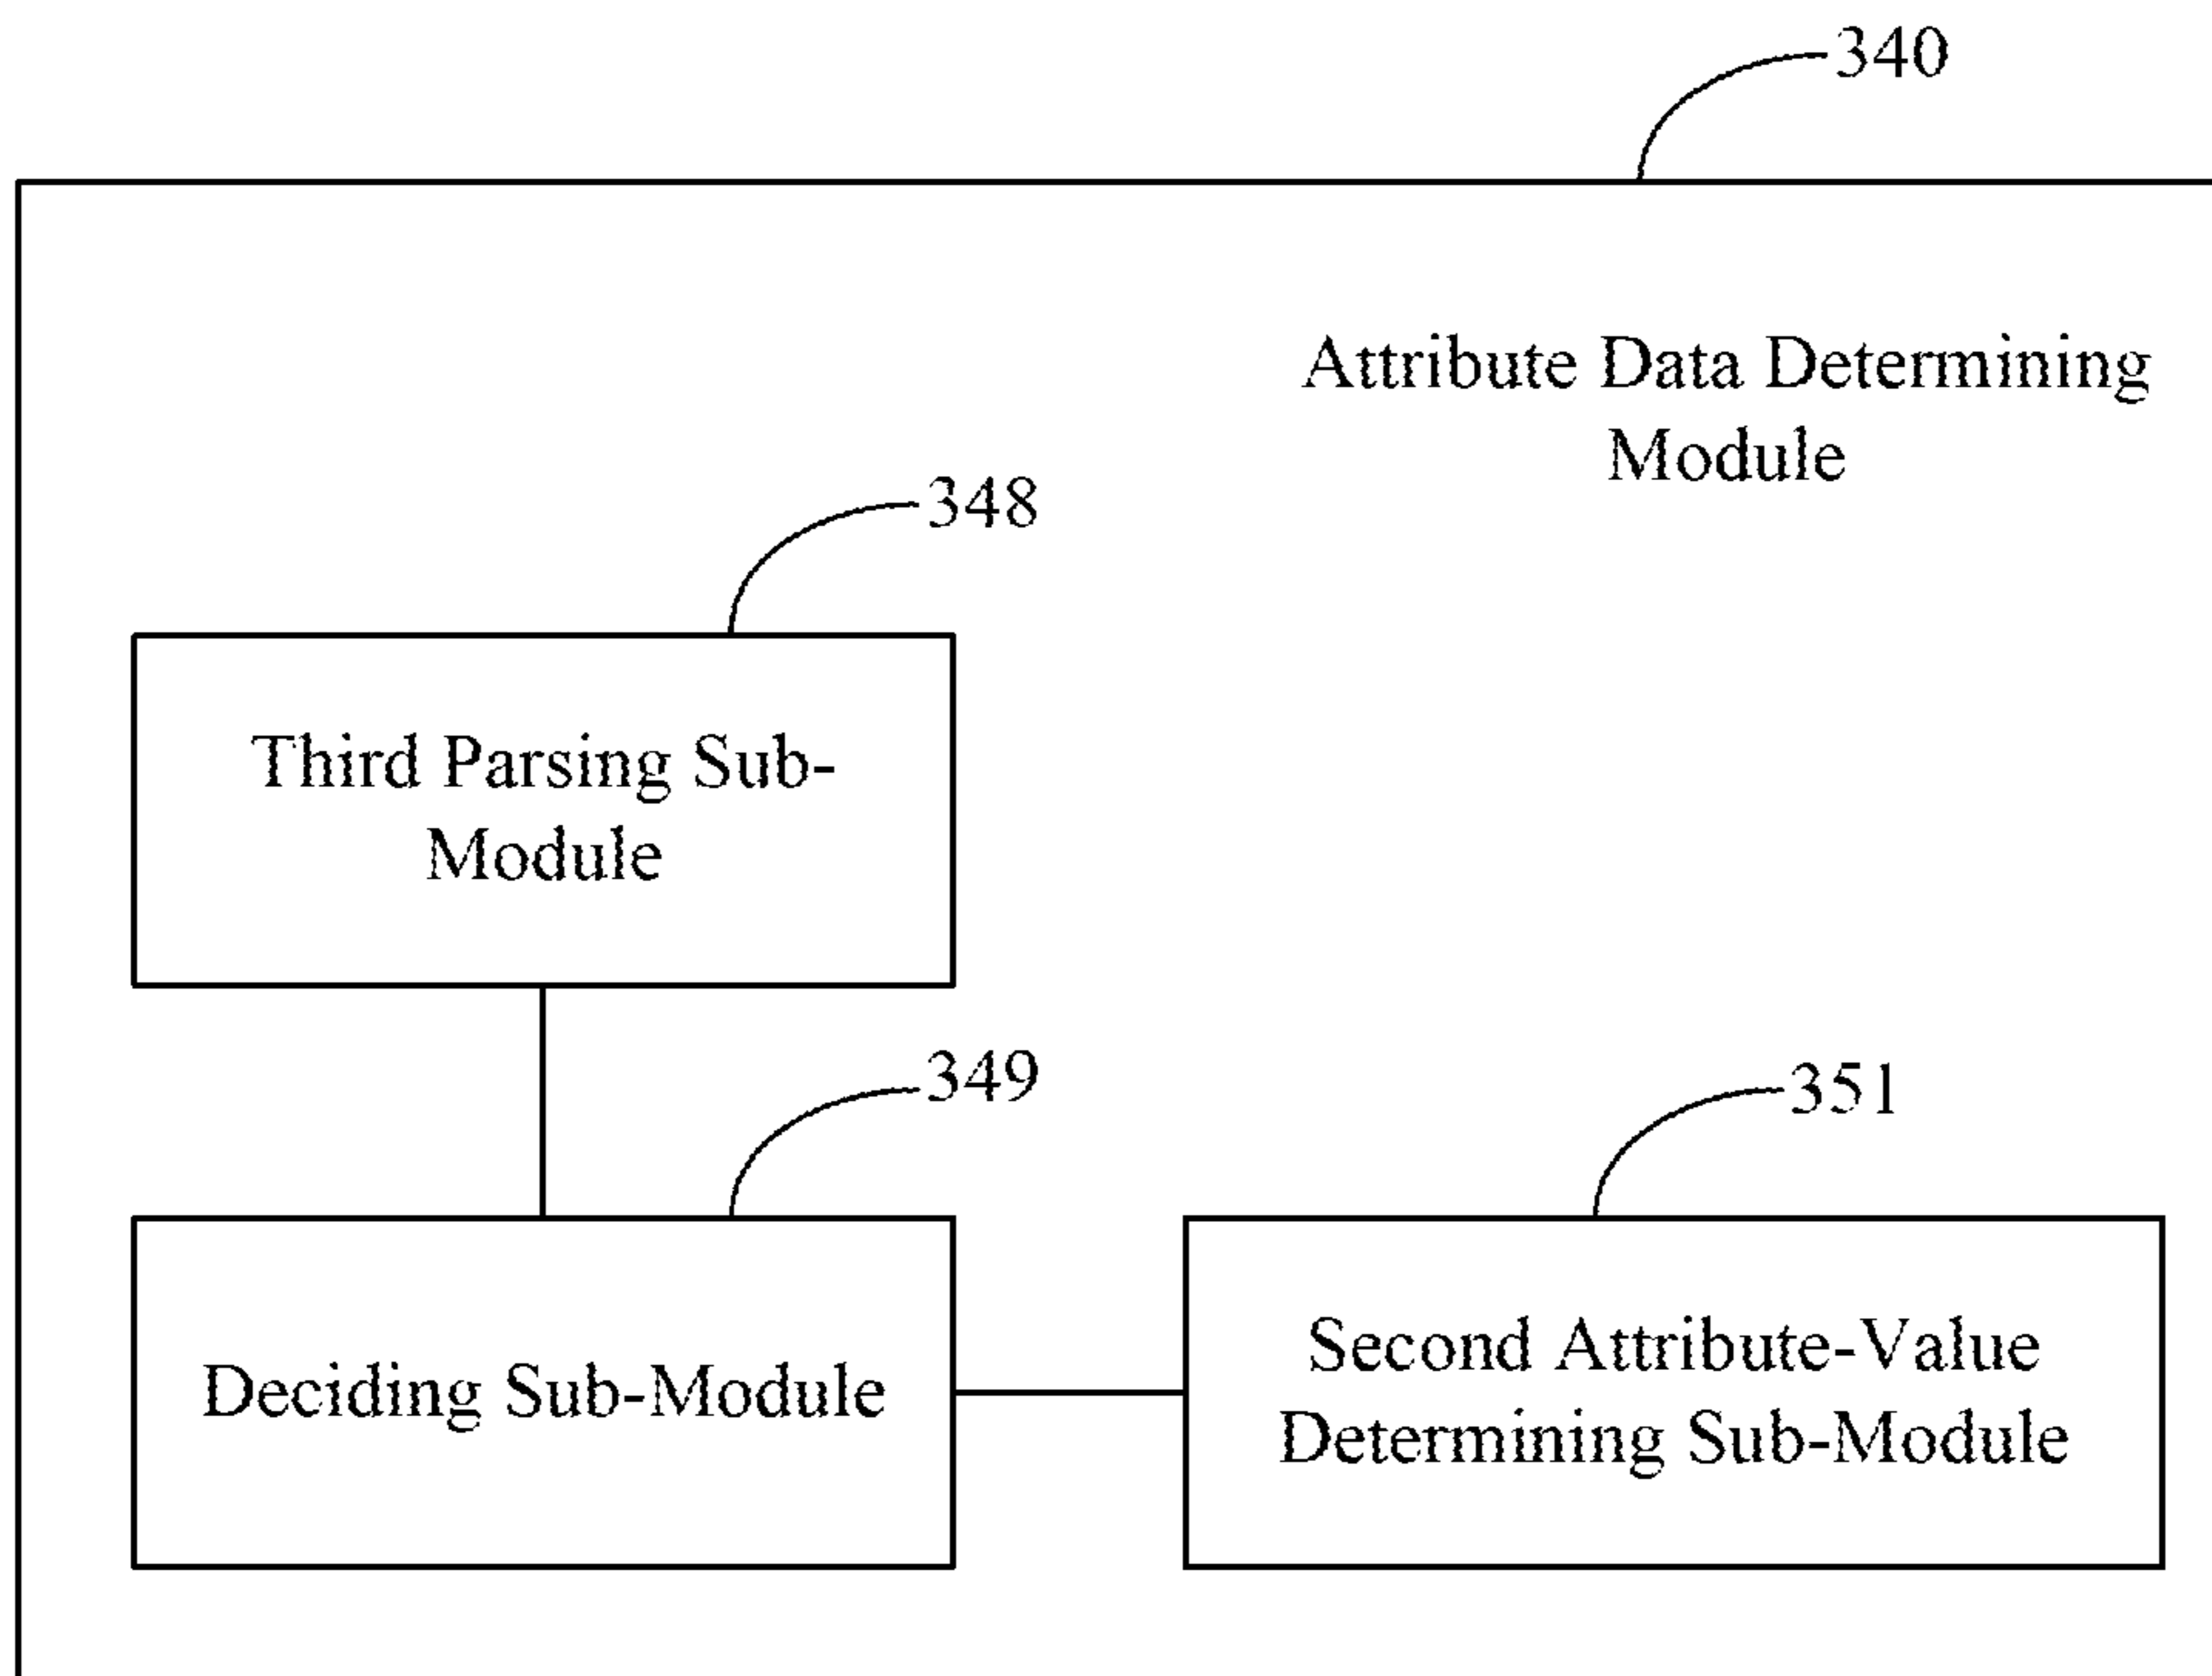 340
Attribute Data Determining
Module
348
Third Parsing Sub-
Module
349
351
Deciding Sub-Module
Second Attribute-Value
Determining Sub-Module